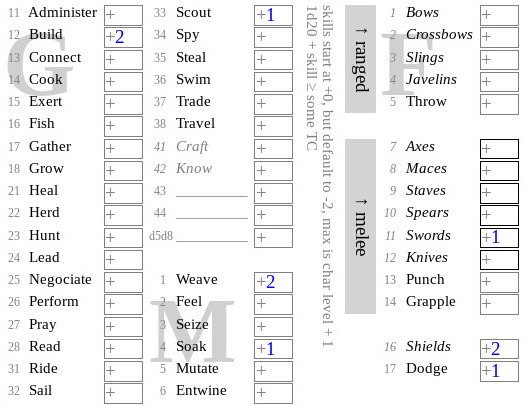 11 Administer +
12 Build +2
13 Connect +
14 Cook +
15 Exert +
16 Fish +
17 Gather +
18 Grow +
21 Heal +
22 Herd +
23 Hunt +
24 Lead +
25 Negociate +
26 Perform +
27 Pray +
28 Read +
31 Ride +
32 Sail +
G
33 Scout +1
34 Spy +
35 Steal +
36 Swim +
37 Trade +
38 Travel +
41 Craft +
42 Know +
43 __________ +
44 __________ +
d5d8 __________ +
1 Weave +2
2 Feel +
3 Seize +
4 Soak +1
5 Mutate +
6 Entwine +
M
skills start at +0, but default to -2, max is char level + 1
1d20 + skill ≥ some TC
↑ ranged
1 Bows +
2 Crossbows +
3 Slings +
4 Javelins +
5 Throw +
F
↑ melee
7 Axes +
8 Maces +
9 Staves +
10 Spears +
11 Swords +1
12 Knives +
13 Punch +
14 Grapple +
16 Shields +2
17 Dodge +1